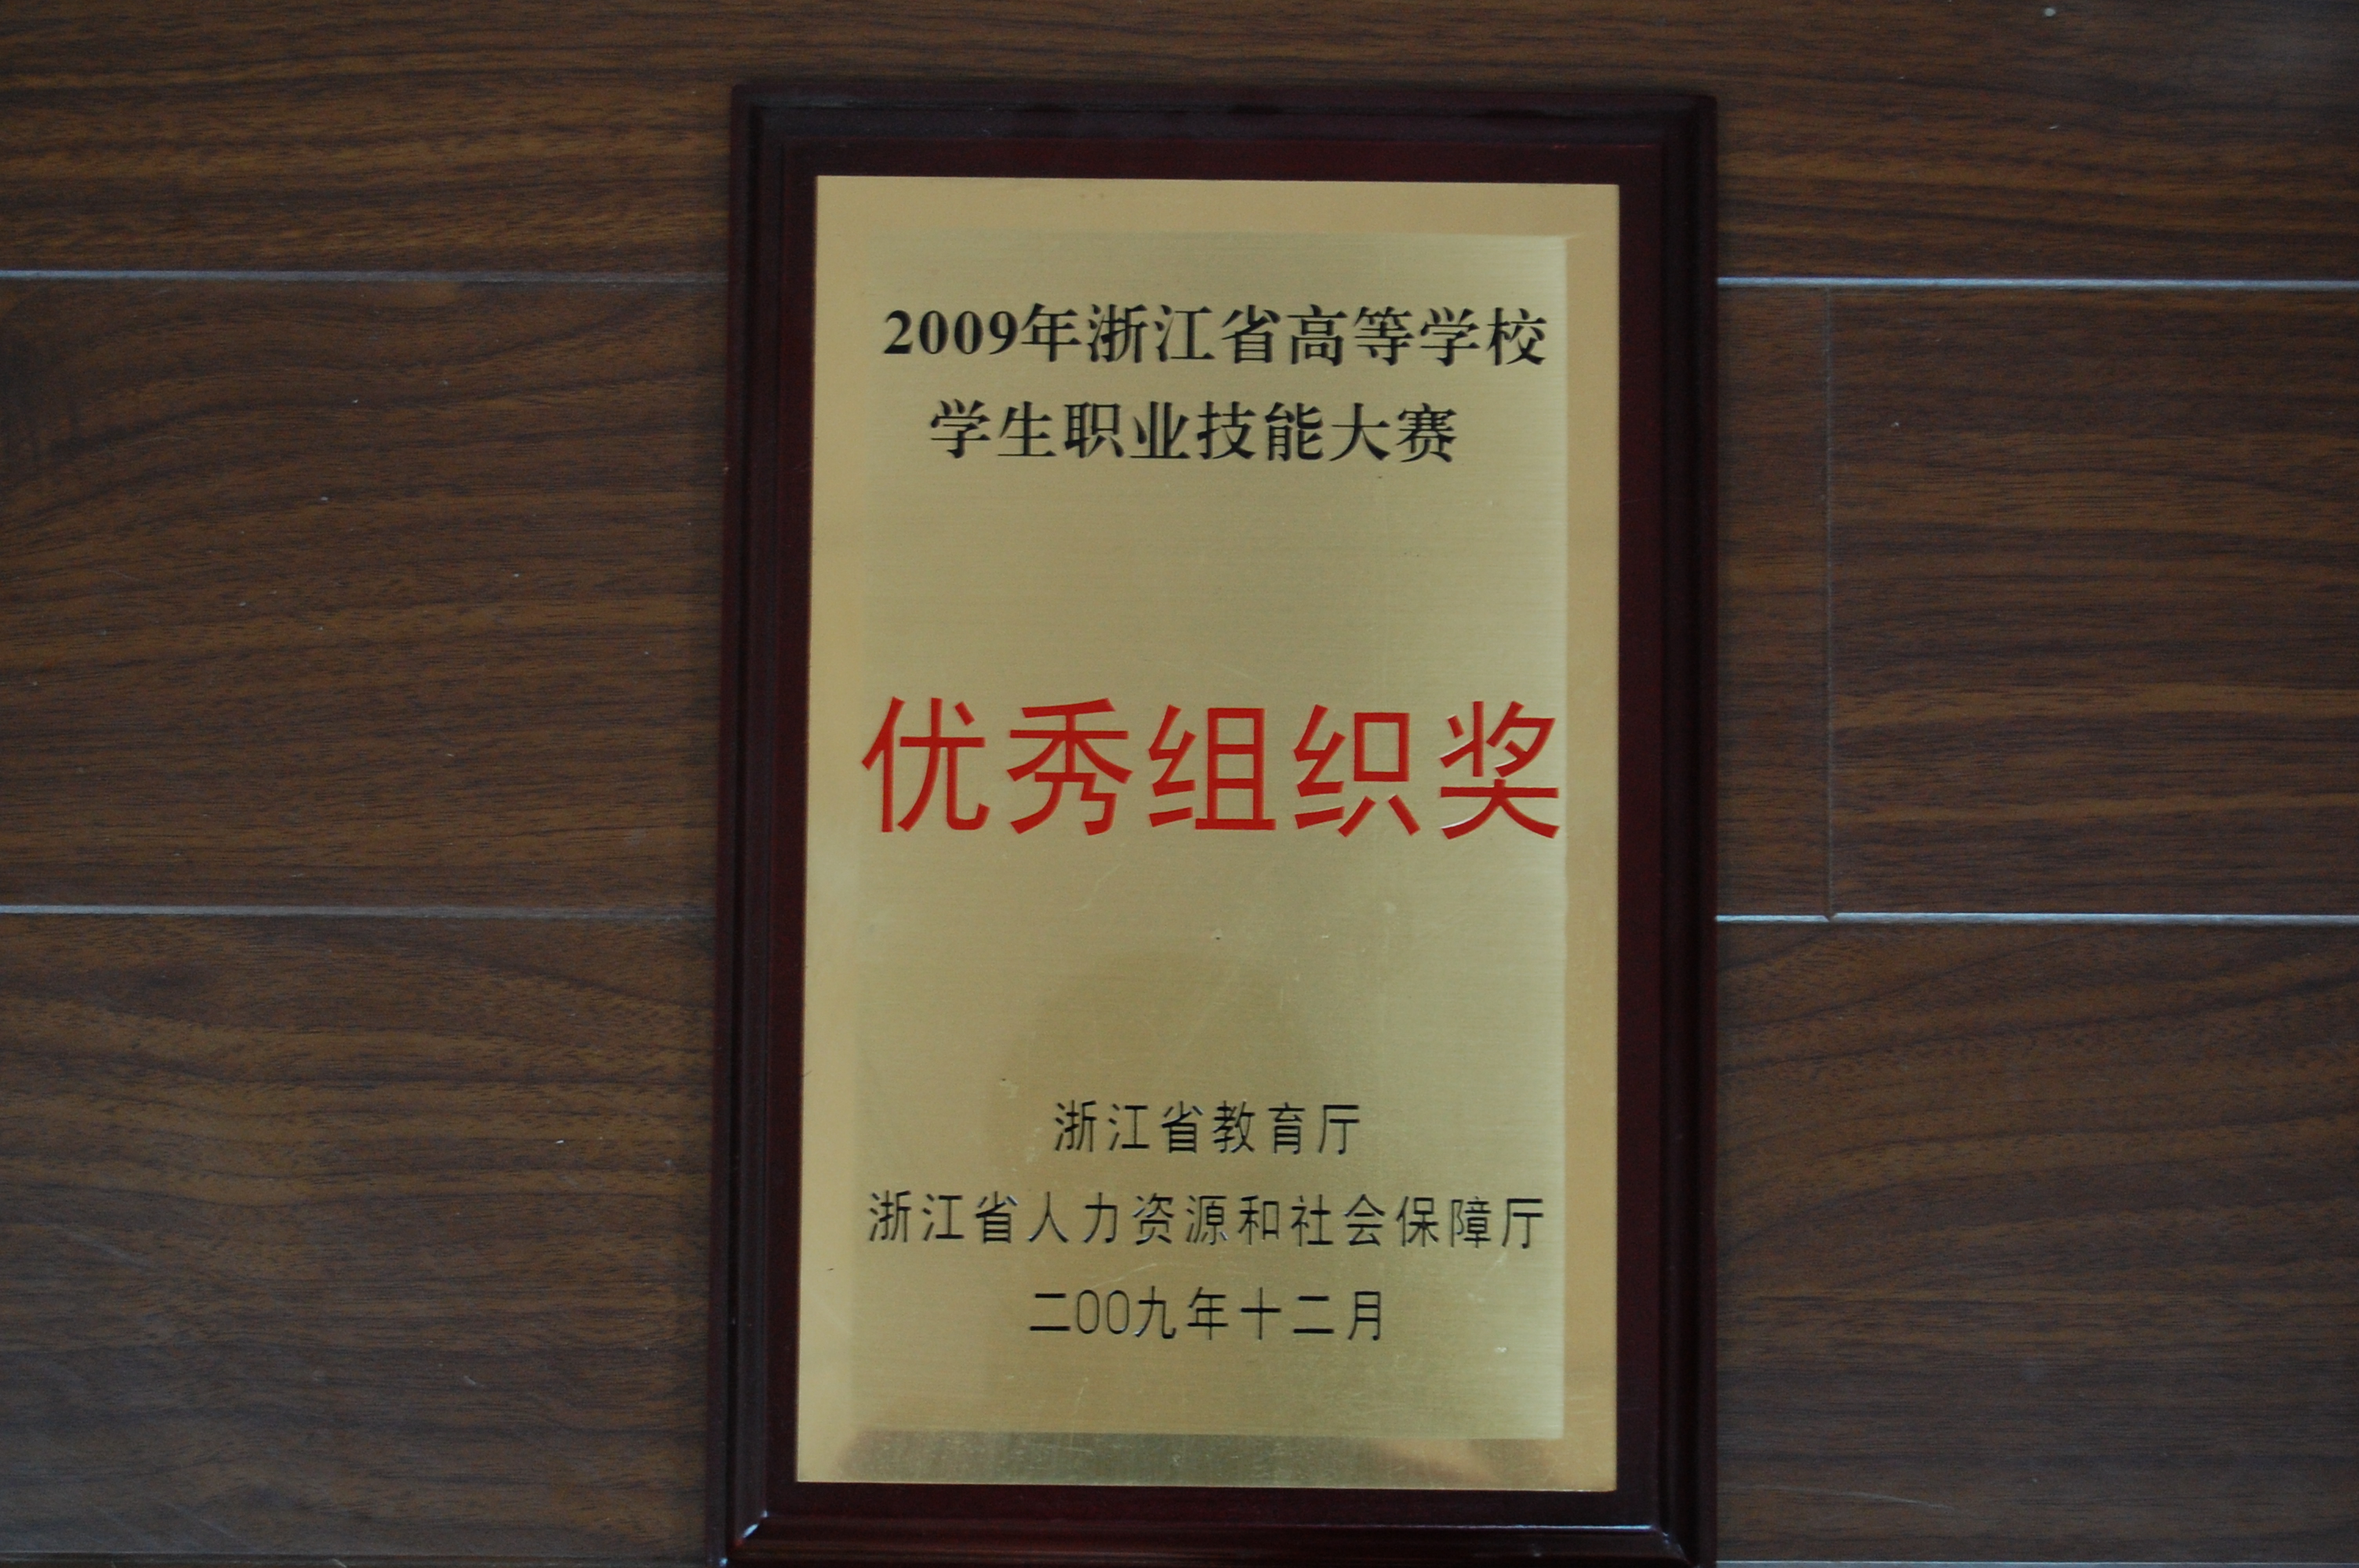 2009年浙江省高等学校
学生职业技能大赛
优秀组织奖
浙江省教育厅
浙江省人力资源和社会保障厅
二〇〇九年十二月